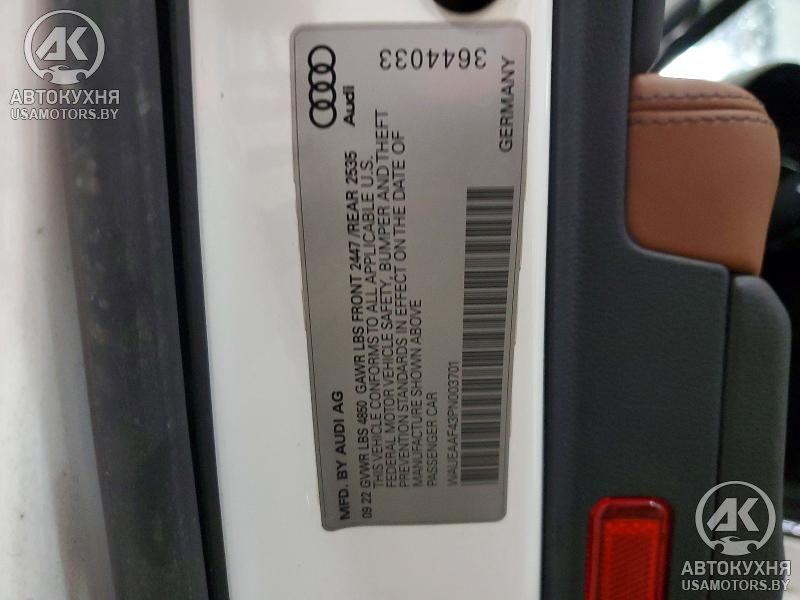 АВТОКУХНЯ
USAMOTORS.BY
Audi
3644033
GERMANY
MFD. BY AUDI AG
09 22 GVWR LBS 4850 GAWR LBS FRONT 2447 /REAR 2535
THIS VEHICLE CONFORMS TO ALL APPLICABLE U.S.
FEDERAL MOTOR VEHICLE SAFETY, BUMPER AND THEFT
PREVENTION STANDARDS IN EFFECT ON THE DATE OF
MANUFACTURE SHOWN ABOVE
PASSENGER CAR
WAUEAAF43PN003701
АВТОКУХНЯ
USAMOTORS.BY